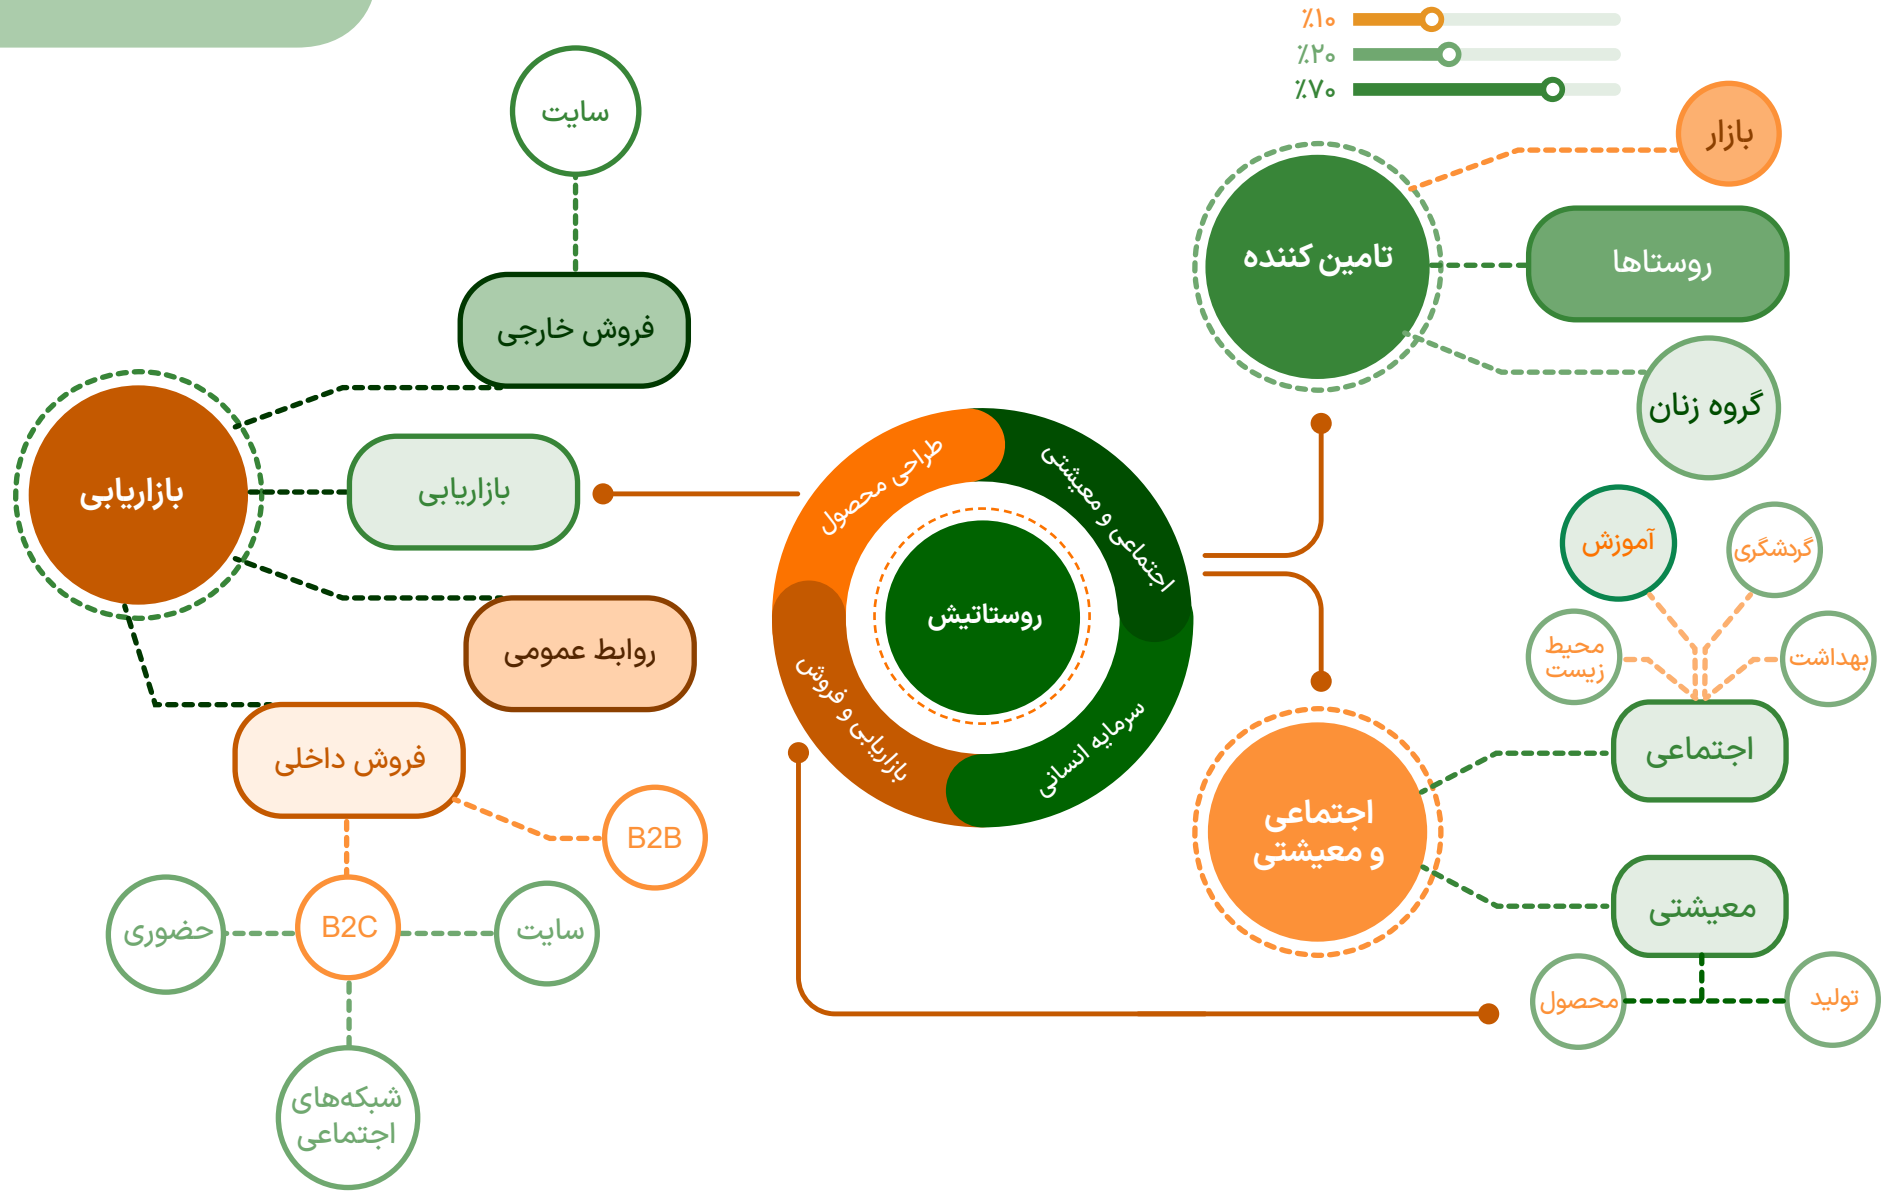 ٪۱۰
٪۲۰
٪۷۰
بازار
تامین کننده
روستاها
گروه زنان
سایت
فروش خارجی
بازاریابی
بازاریابی
روابط عمومی
فروش داخلی
B2B
B2C
سایت
حضوری
شبکه‌های
اجتماعی
طراحی محصول
اجتماعی و معیشتی
روستاتیش
بازاریابی و فروش
سرمایه انسانی
آموزش
گردشگری
محیط
زیست
بهداشت
اجتماعی
اجتماعی
و معیشتی
معیشتی
محصول
تولید